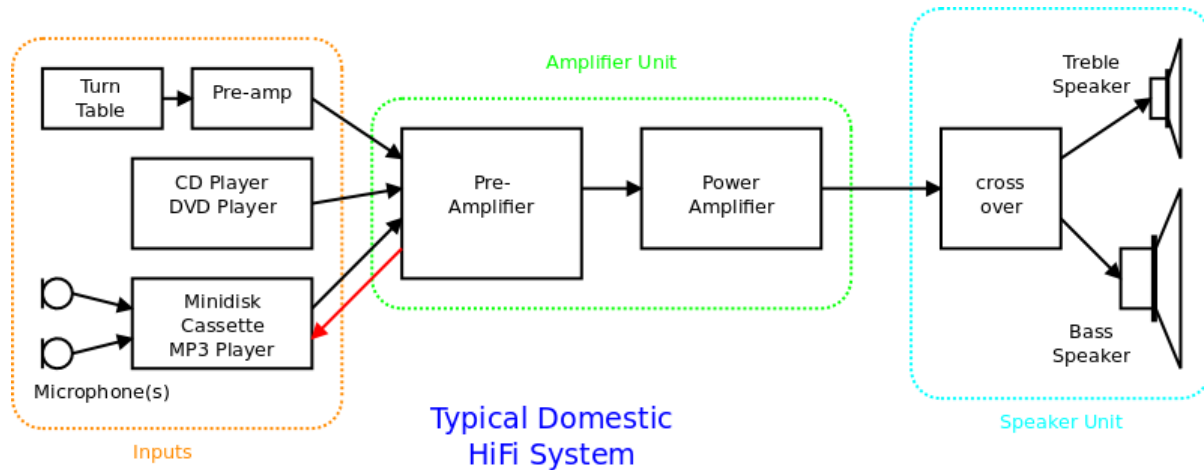 Amplifier Unit
Treble
Speaker
Turn
Table
Pre-amp
CD Player
DVD Player
Pre-
Amplifier
Power
Amplifier
cross
over
Minidisk
Cassette
MP3 Player
Bass
Speaker
Microphone(s)
Typical Domestic
HiFi System
Inputs
Speaker Unit